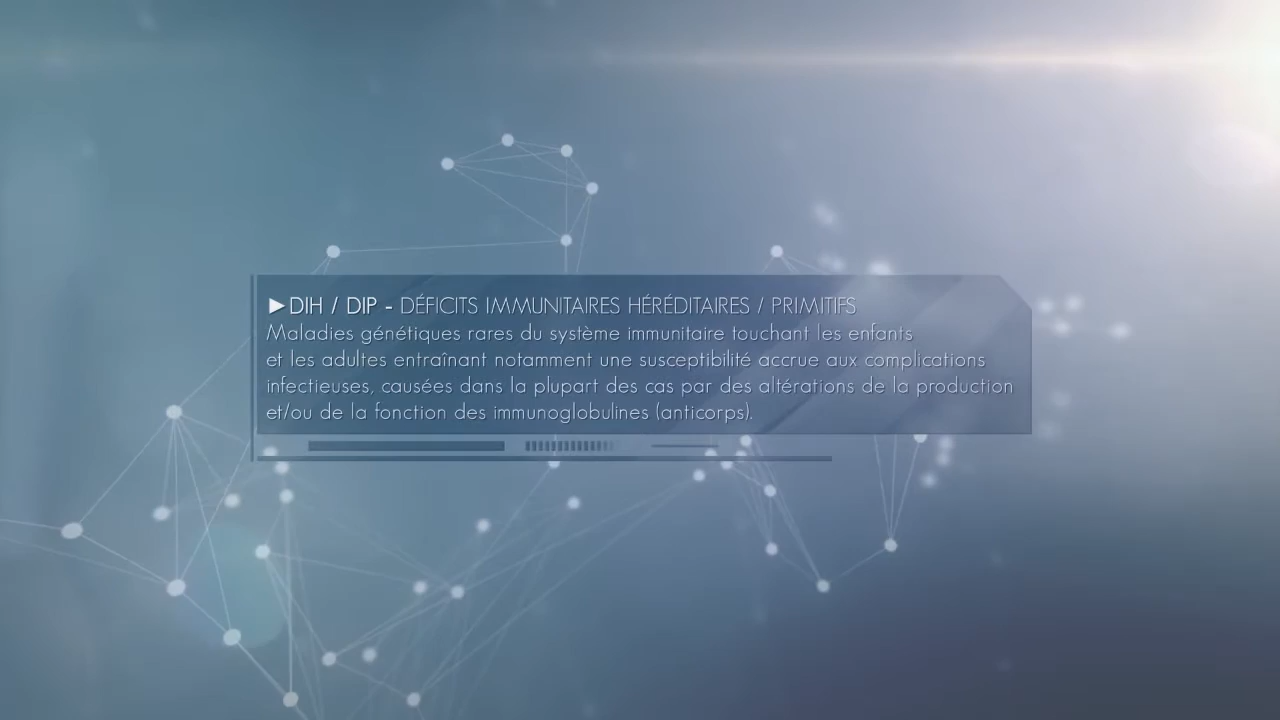 ►DIH / DIP - DÉFICITS IMMUNITAIRES HÉRÉDITAIRES / PRIMITIFS
Maladies génétiques rares du système immunitaire touchant les enfants
et les adultes entraînant notamment une susceptibilité accrue aux complications
infectieuses, causées dans la plupart des cas par des altérations de la production
et/ou de la fonction des immunoglobulines (anticorps).